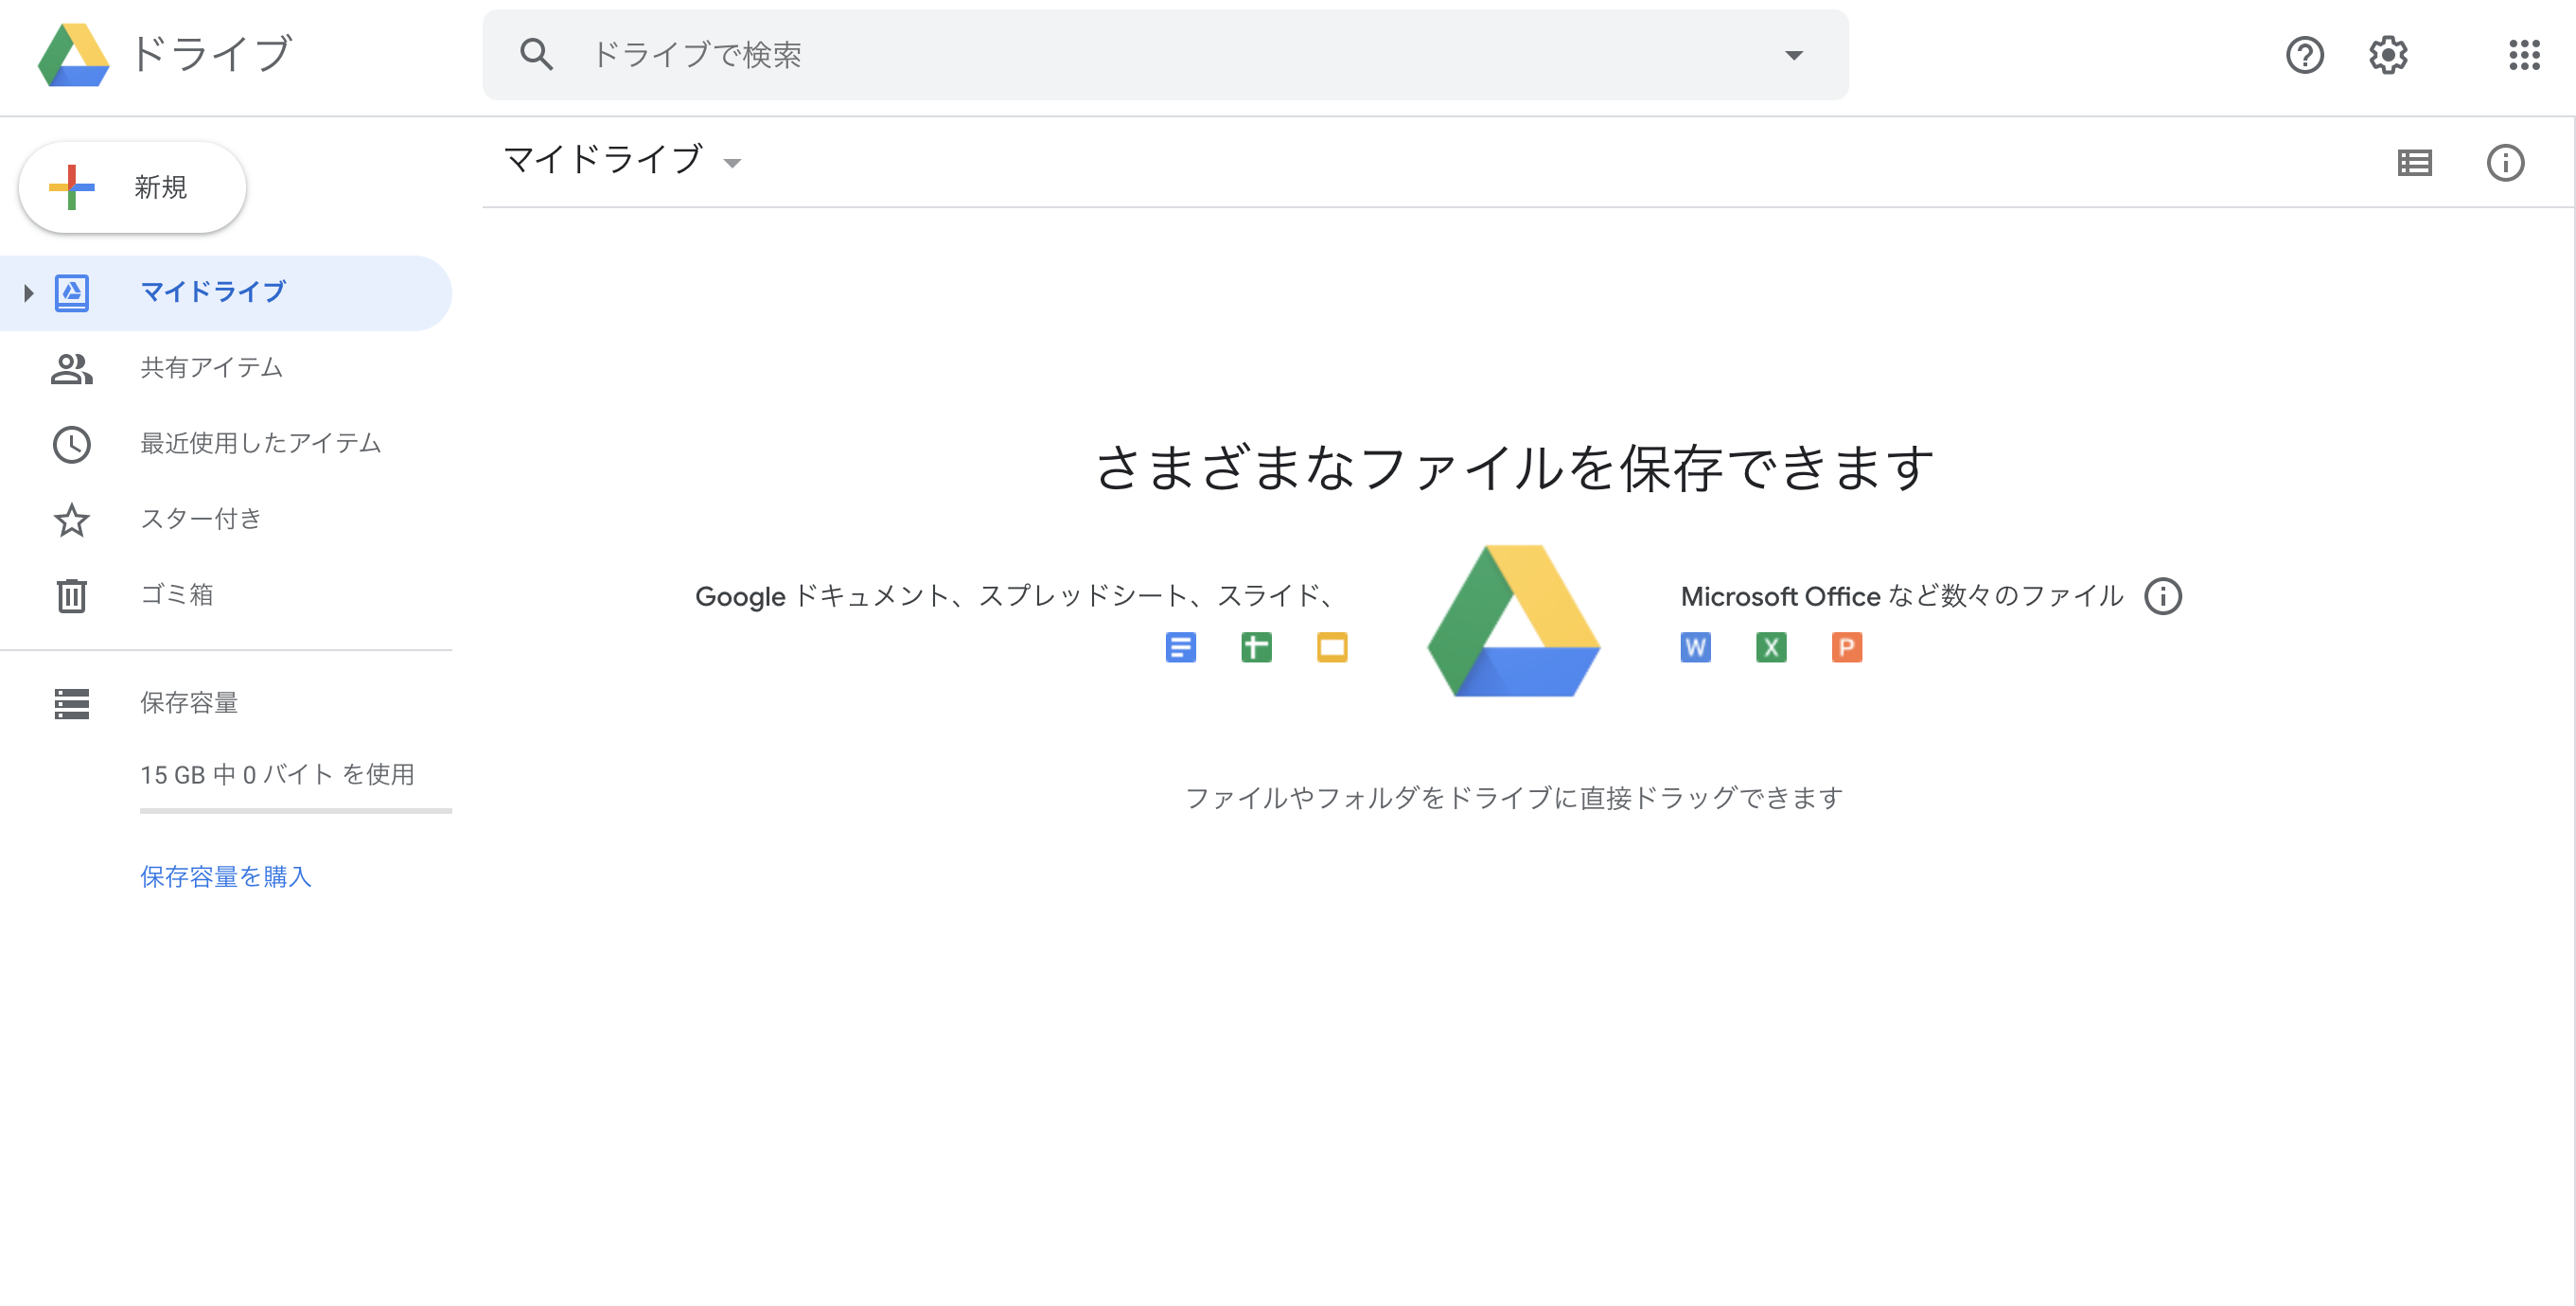 ドライブ
ドライブで検索
新規
マイドライブ
マイドライブ
共有アイテム
最近使用したアイテム
スター付き
ゴミ箱
保存容量
15 GB 中 0 バイト を使用
保存容量を購入
さまざまなファイルを保存できます
Google ドキュメント、スプレッドシート、スライド、
Microsoft Office など数々のファイル
W X P
ファイルやフォルダをドライブに直接ドラッグできます